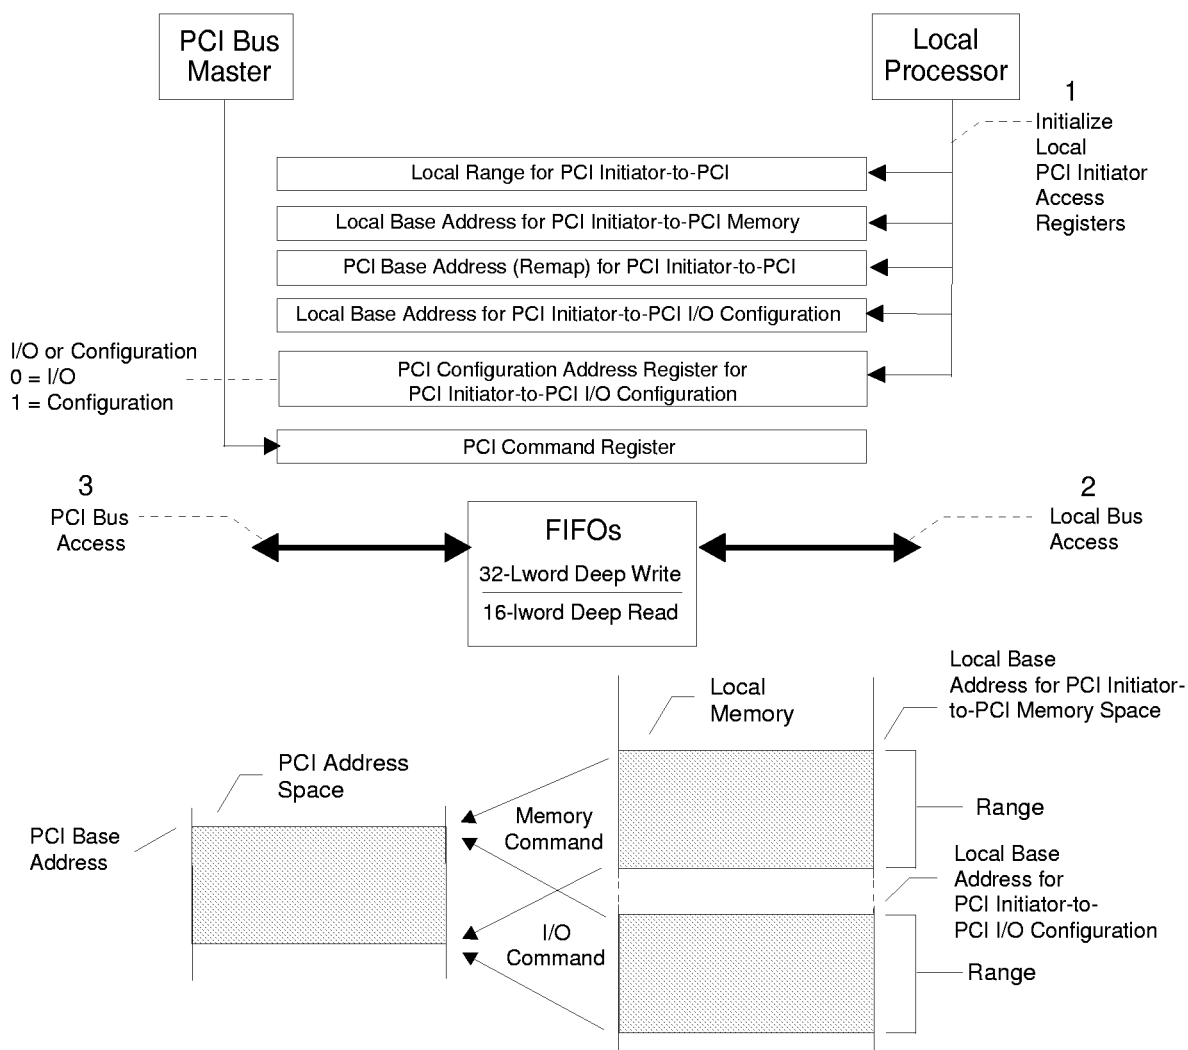 PCI Bus
Master
Local
Processor
1
Initialize
Local
PCI Initiator
Access
Registers
Local Range for PCI Initiator-to-PCI
Local Base Address for PCI Initiator-to-PCI Memory
PCI Base Address (Remap) for PCI Initiator-to-PCI
Local Base Address for PCI Initiator-to-PCI I/O Configuration
I/O or Configuration
0 = I/O
1 = Configuration
PCI Configuration Address Register for
PCI Initiator-to-PCI I/O Configuration
PCI Command Register
3
PCI Bus
Access
FIFOs
32-Lword Deep Write
16-lword Deep Read
2
Local Bus
Access
Local Base
Address for PCI Initiator-
to-PCI Memory Space
Local
Memory
PCI Address
Space
PCI Base
Address
Memory
Command
Range
Local Base
Address for
PCI Initiator-to-
PCI I/O Configuration
I/O
Command
Range